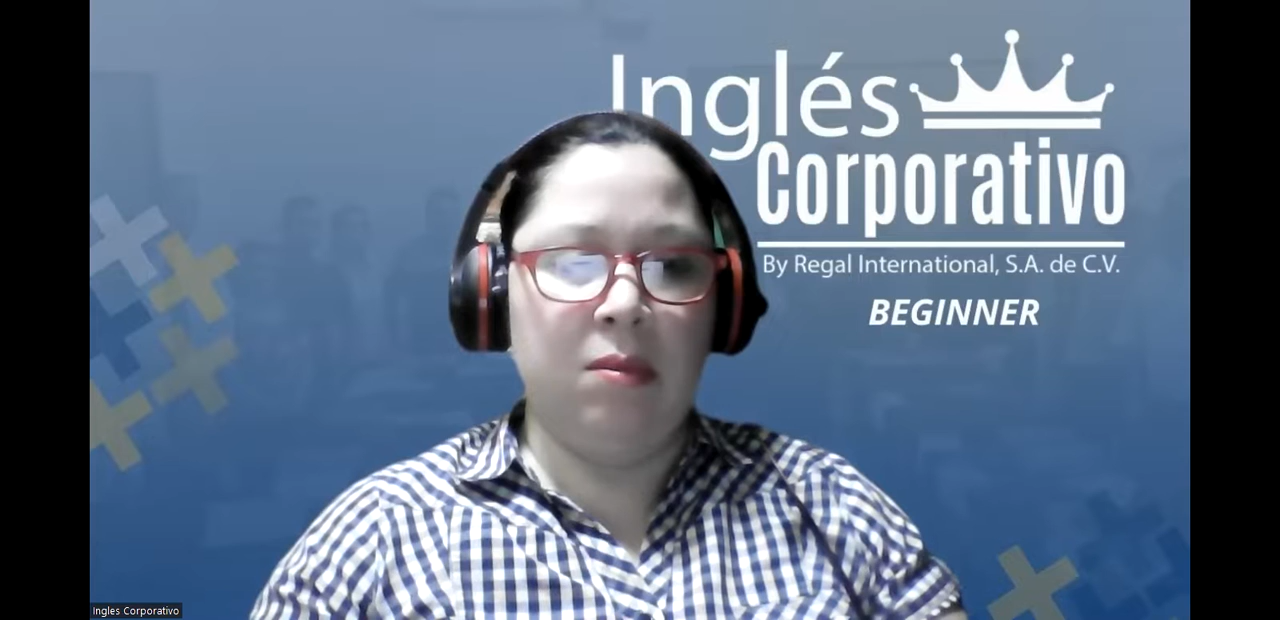 Inglés
Corporativo
By Regal International, S.A. de C.V.
BEGINNER
Ingles Corporativo